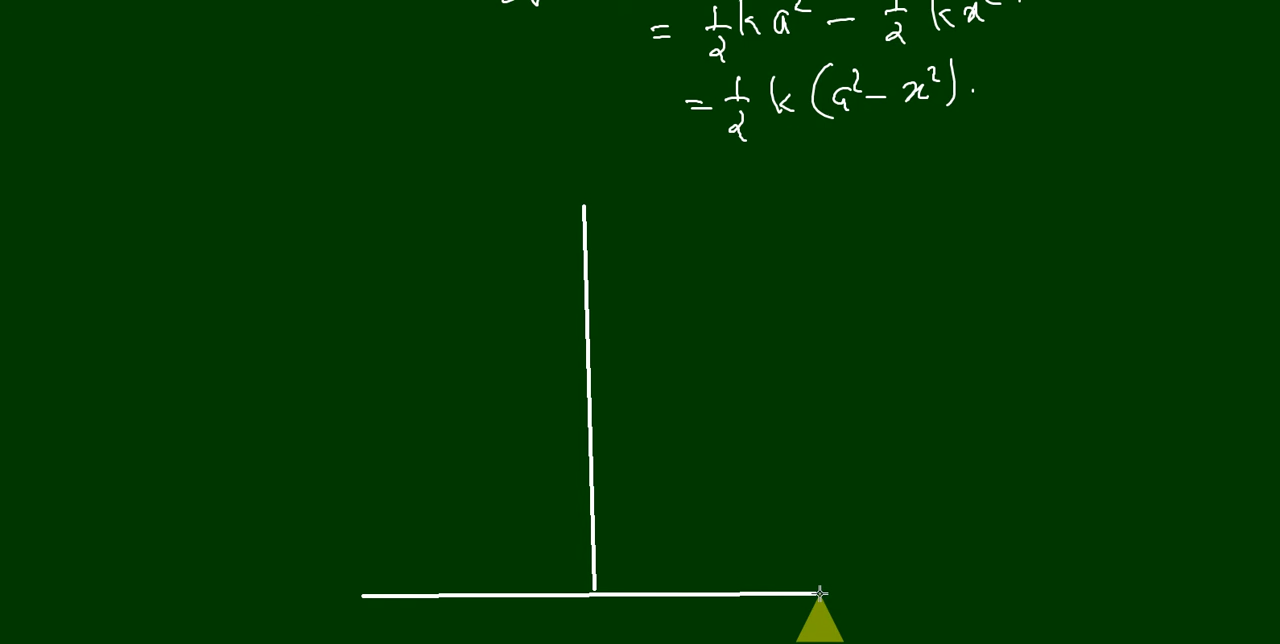 = 1/2 k a² − 1/2 k x²
= 1/2 k (a² − x²).